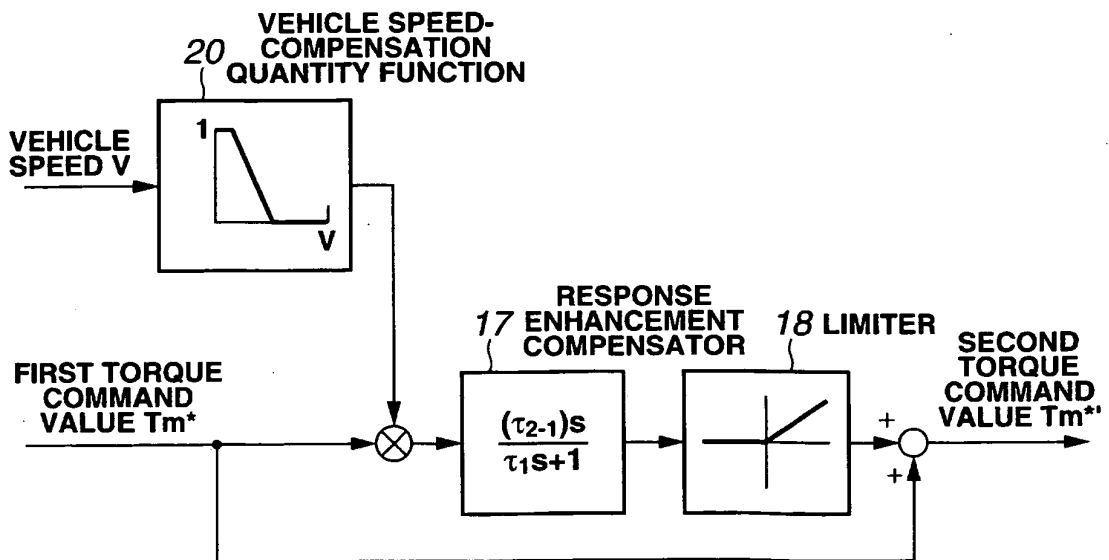 VEHICLE SPEED-
COMPENSATION
QUANTITY FUNCTION
20
VEHICLE
SPEED V
1
V
FIRST TORQUE
COMMAND
VALUE Tm*
17
RESPONSE
ENHANCEMENT
COMPENSATOR
(τ2-1)s
τ1s+1
18 LIMITER
SECOND
TORQUE
COMMAND
VALUE Tm*'
+
+